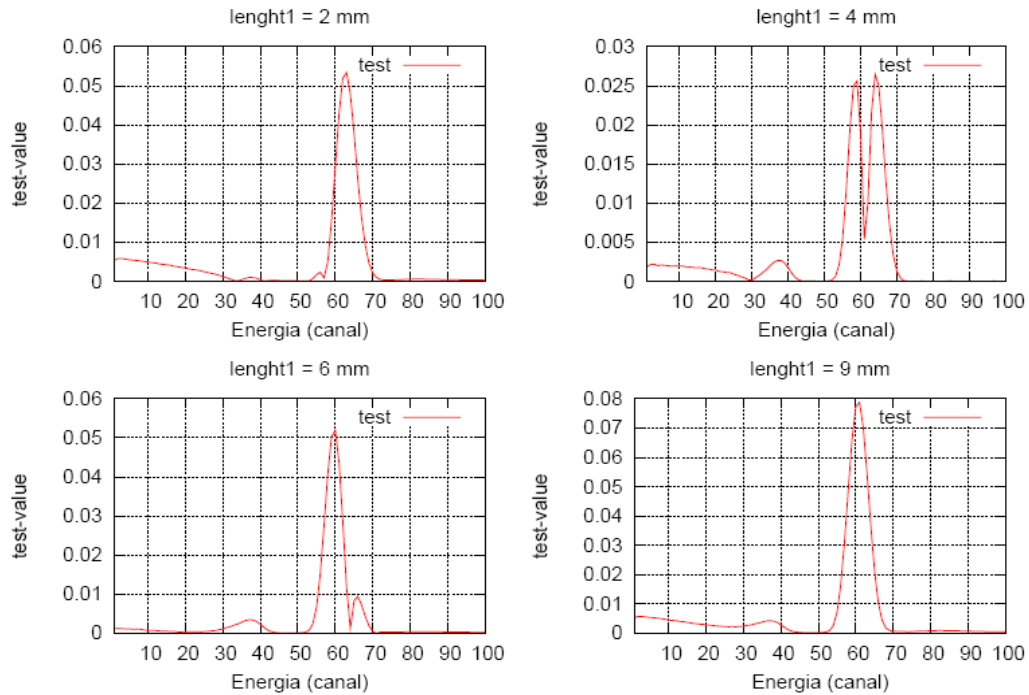 lenght1 = 2 mm
0.06
0.05
0.04
0.03
0.02
0.01
0
test-value
test
10 20 30 40 50 60 70 80 90 100
Energia (canal)
lenght1 = 4 mm
0.03
0.025
0.02
0.015
0.01
0.005
0
test-value
test
10 20 30 40 50 60 70 80 90 100
Energia (canal)
lenght1 = 6 mm
0.06
0.05
0.04
0.03
0.02
0.01
0
test-value
test
10 20 30 40 50 60 70 80 90 100
Energia (canal)
lenght1 = 9 mm
0.08
0.07
0.06
0.05
0.04
0.03
0.02
0.01
0
test-value
test
10 20 30 40 50 60 70 80 90 100
Energia (canal)